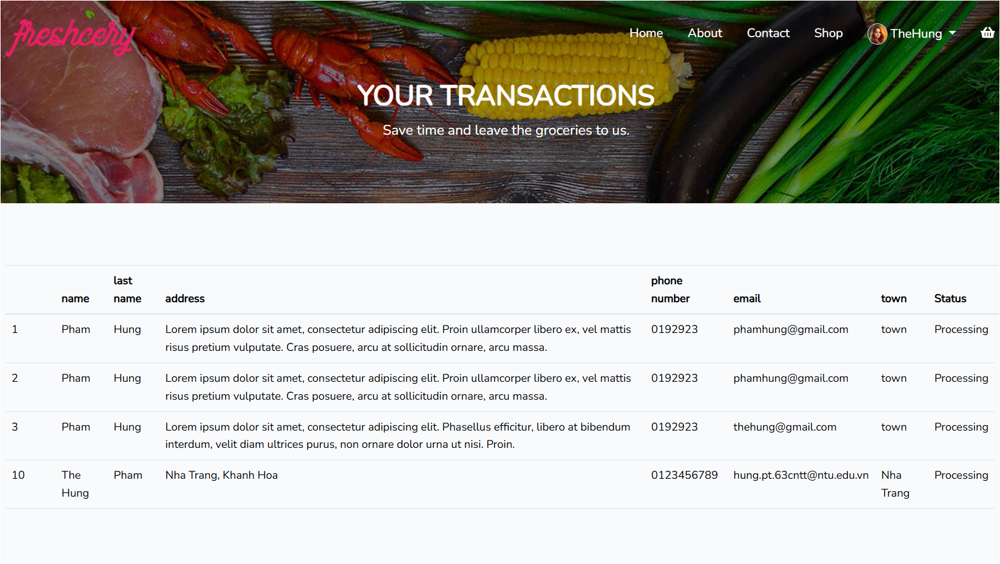 freshcery
Home About Contact Shop TheHung
YOUR TRANSACTIONS
Save time and leave the groceries to us.
name last name address phone number email town Status
1 Pham Hung Lorem ipsum dolor sit amet, consectetur adipiscing elit. Proin ullamcorper libero ex, vel mattis 0192923 phamhung@gmail.com town Processing
risus pretium vulputate. Cras posuere, arcu at sollicitudin ornare, arcu massa.
2 Pham Hung Lorem ipsum dolor sit amet, consectetur adipiscing elit. Proin ullamcorper libero ex, vel mattis 0192923 phamhung@gmail.com town Processing
risus pretium vulputate. Cras posuere, arcu at sollicitudin ornare, arcu massa.
3 Pham Hung Lorem ipsum dolor sit amet, consectetur adipiscing elit. Phasellus efficitur, libero at bibendum 0192923 thehung@gmail.com town Processing
interdum, velit diam ultrices purus, non ornare dolor urna ut nisi. Proin.
10 The Pham Nha Trang, Khanh Hoa 0123456789 hung.pt.63cntt@ntu.edu.vn Nha Processing
Hung Trang